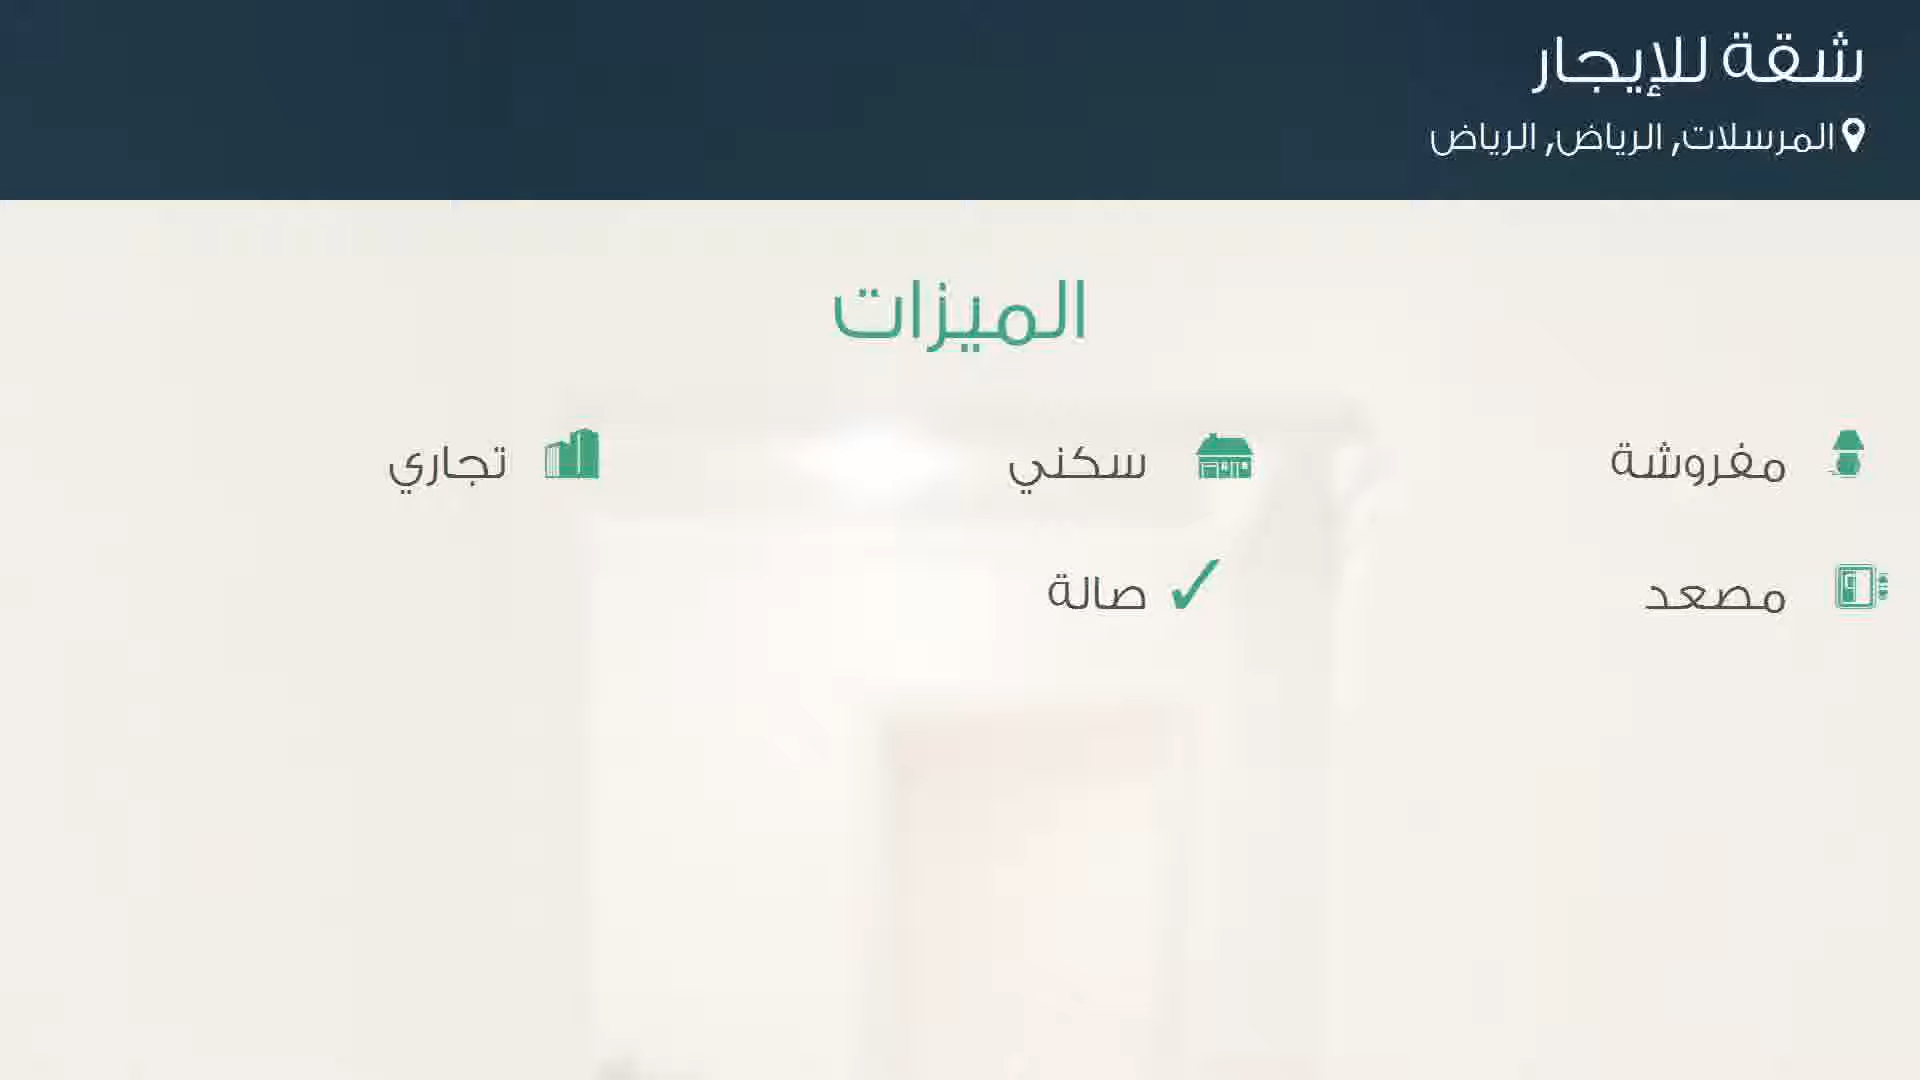 شقة للإيجار
المرسلات, الرياض, الرياض
الميزات
مفروشة
سكني
تجاري
مصعد
صالة